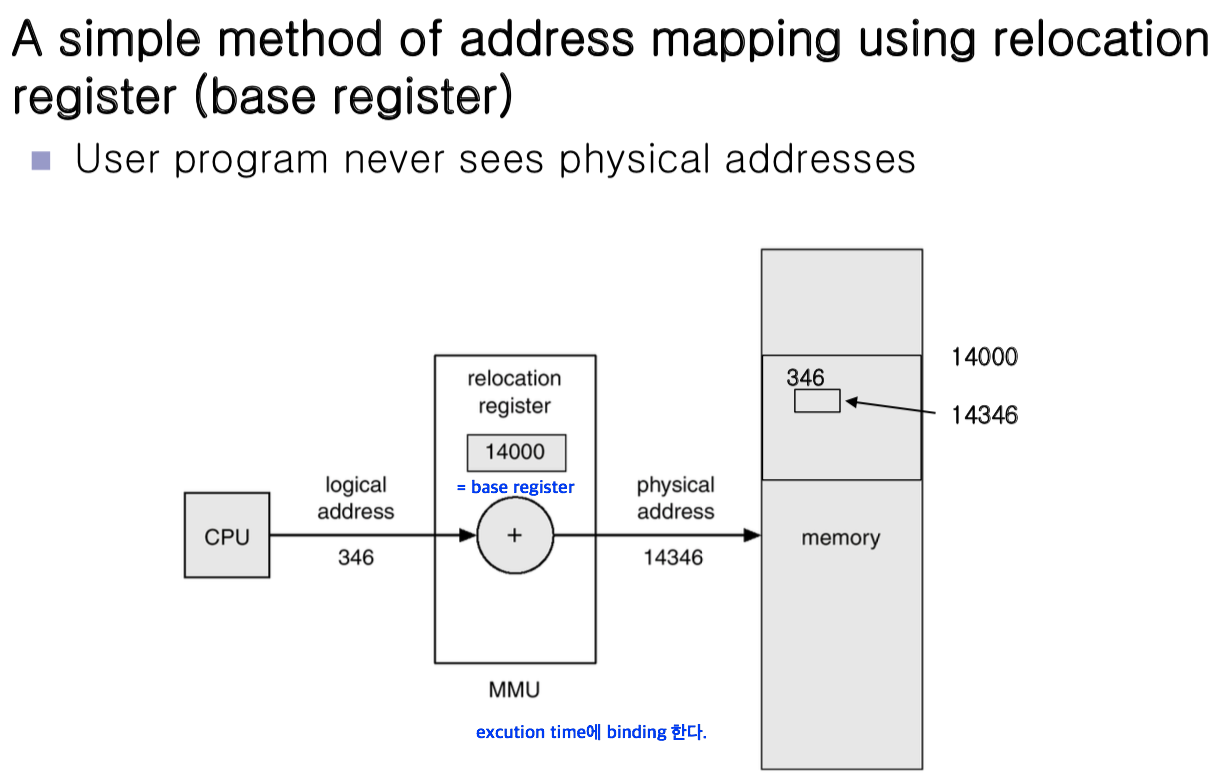 A simple method of address mapping using relocation
register (base register)
User program never sees physical addresses
14000
346
14346
relocation
register
14000
= base register
logical
address
physical
address
CPU
+
346
14346
memory
MMU
excution time에 binding 한다.